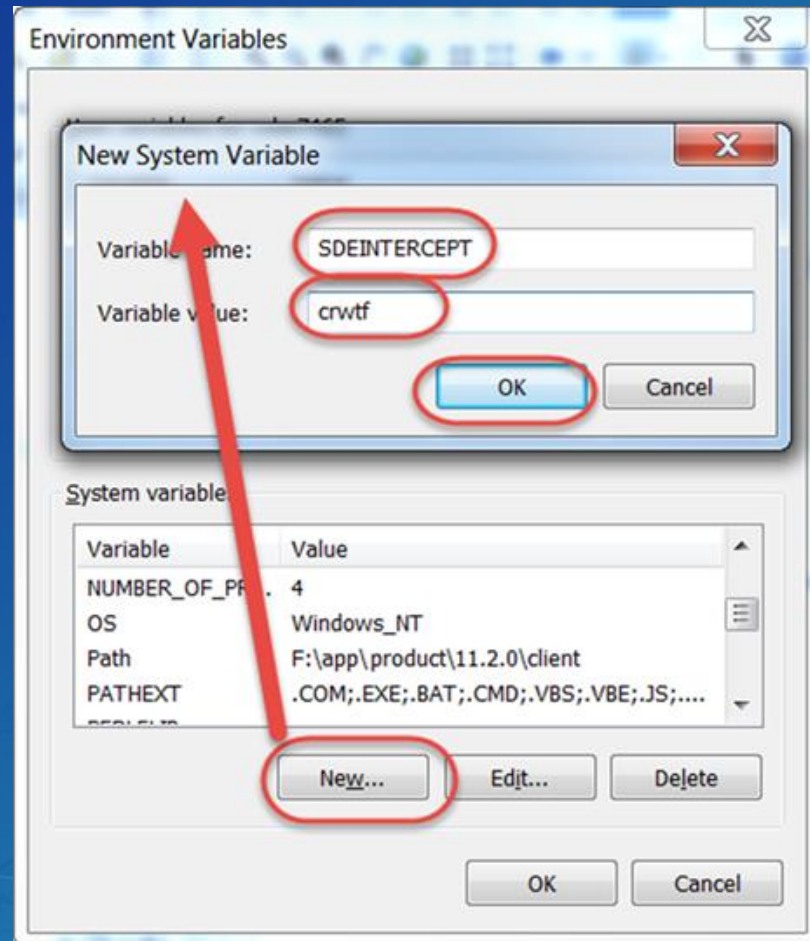 Environment Variables
New System Variable
Variable name:
SDEINTERCEPT
Variable value:
crwtf
OK
Cancel
System variable
Variable
Value
NUMBER_OF_PR... 4
OS
Windows_NT
Path
F:\app\product\11.2.0\client
PATHEXT
.COM;.EXE;.BAT;.CMD;.VBS;.VBE;.JS;....
New...
Edit...
Delete
OK
Cancel